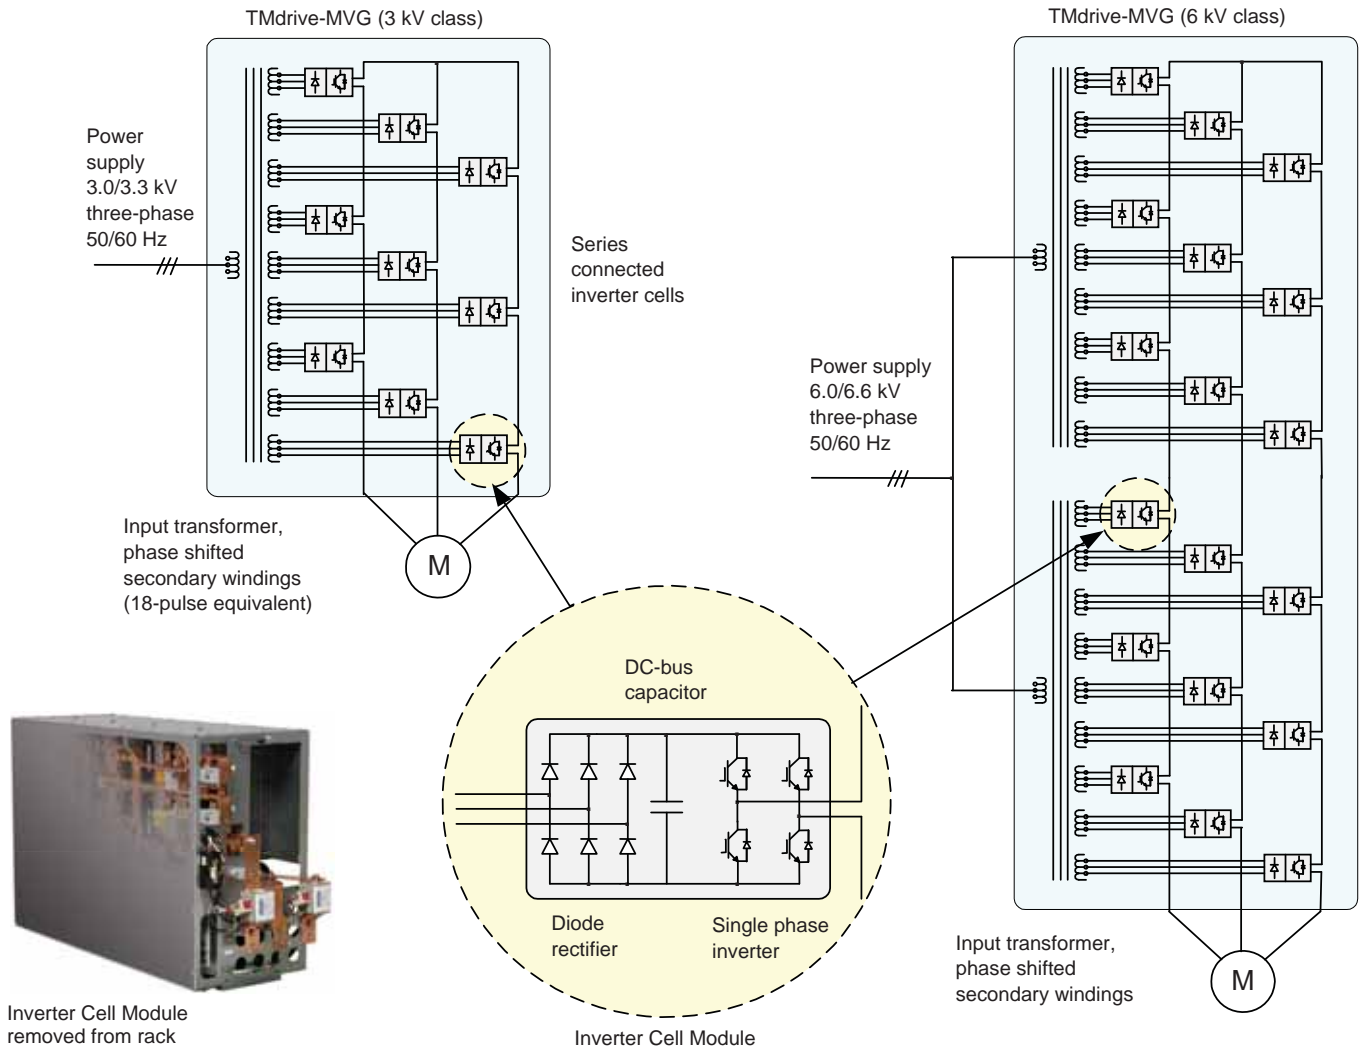 TMdrive-MVG (3 kV class)
TMdrive-MVG (6 kV class)
Power
supply
3.0/3.3 kV
three-phase
50/60 Hz
Series
connected
inverter cells
Power supply
6.0/6.6 kV
three-phase
50/60 Hz
Input transformer,
phase shifted
secondary windings
(18-pulse equivalent)
M
DC-bus
capacitor
Diode
rectifier
Single phase
inverter
Inverter Cell Module
Inverter Cell Module
removed from rack
Input transformer,
phase shifted
secondary windings
M